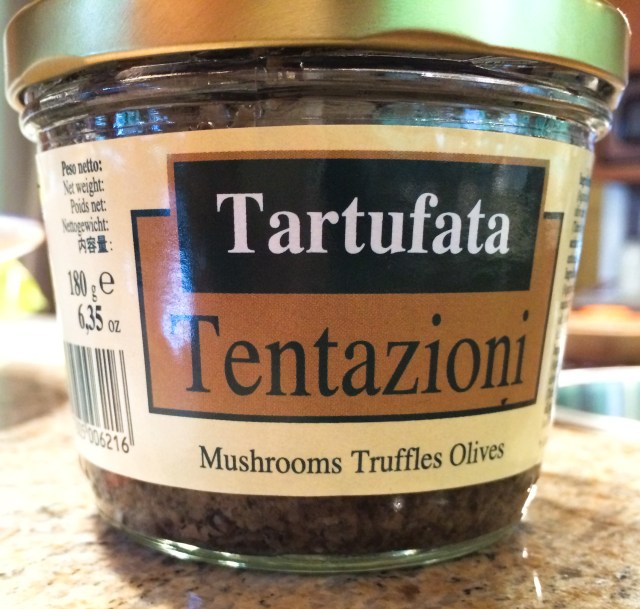 Peso netto:
Net weight:
Poids net:
Nettogewicht:
内容量:
180 g e
6,35 oz
006216
Tartufata
Tentazioni
Mushrooms Truffles Olives